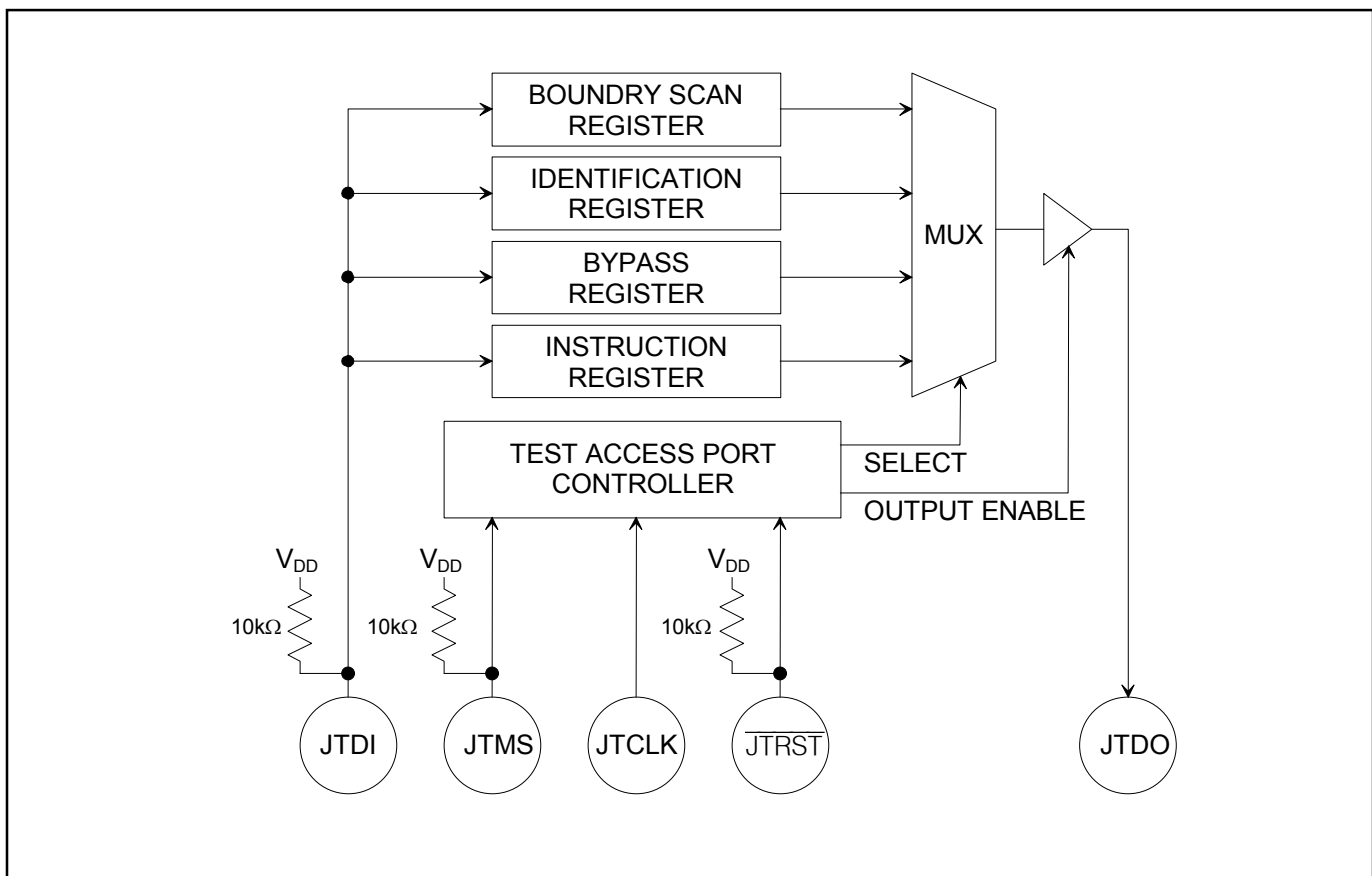 BOUNDRY SCAN
REGISTER
IDENTIFICATION
REGISTER
BYPASS
REGISTER
INSTRUCTION
REGISTER
MUX
TEST ACCESS PORT
CONTROLLER
SELECT
OUTPUT ENABLE
VDD
10kΩ
VDD
10kΩ
VDD
10kΩ
JTDI
JTMS
JTCLK
JTRST
JTDO